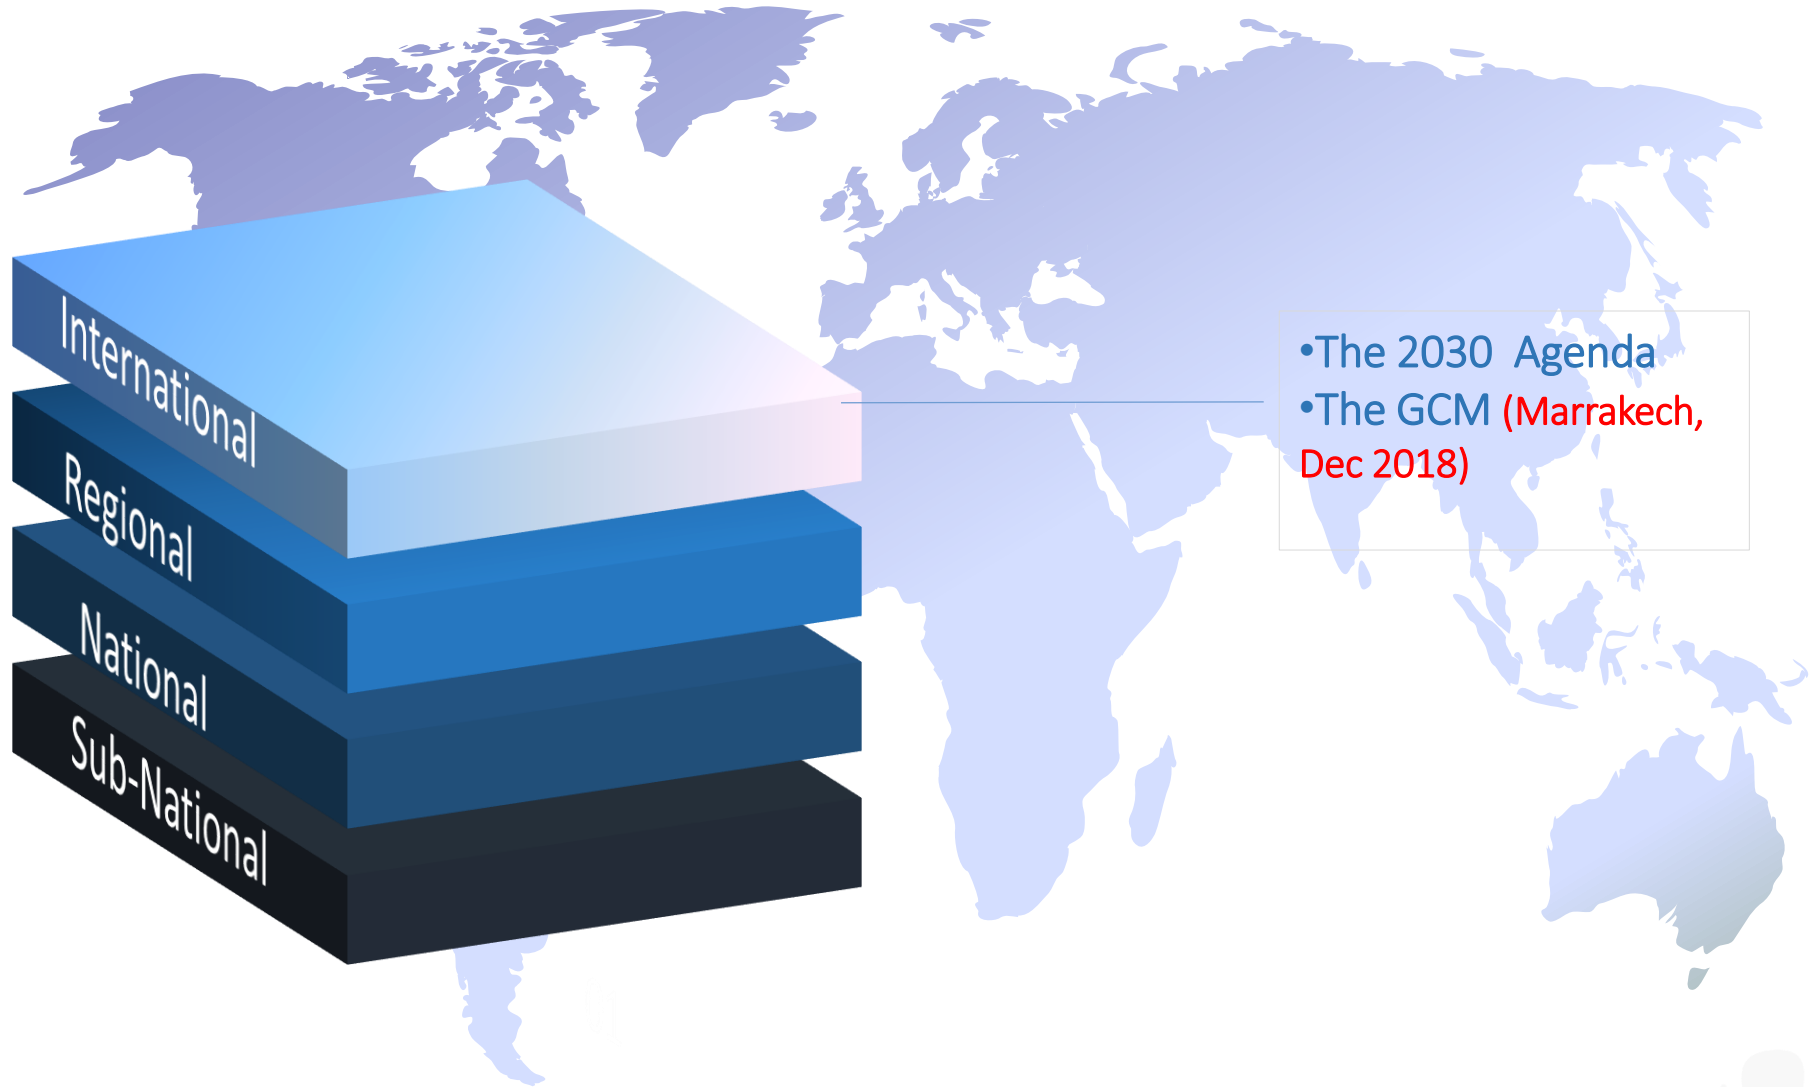 International
Regional
National
Sub-National
•The 2030 Agenda
•The GCM (Marrakech,
Dec 2018)